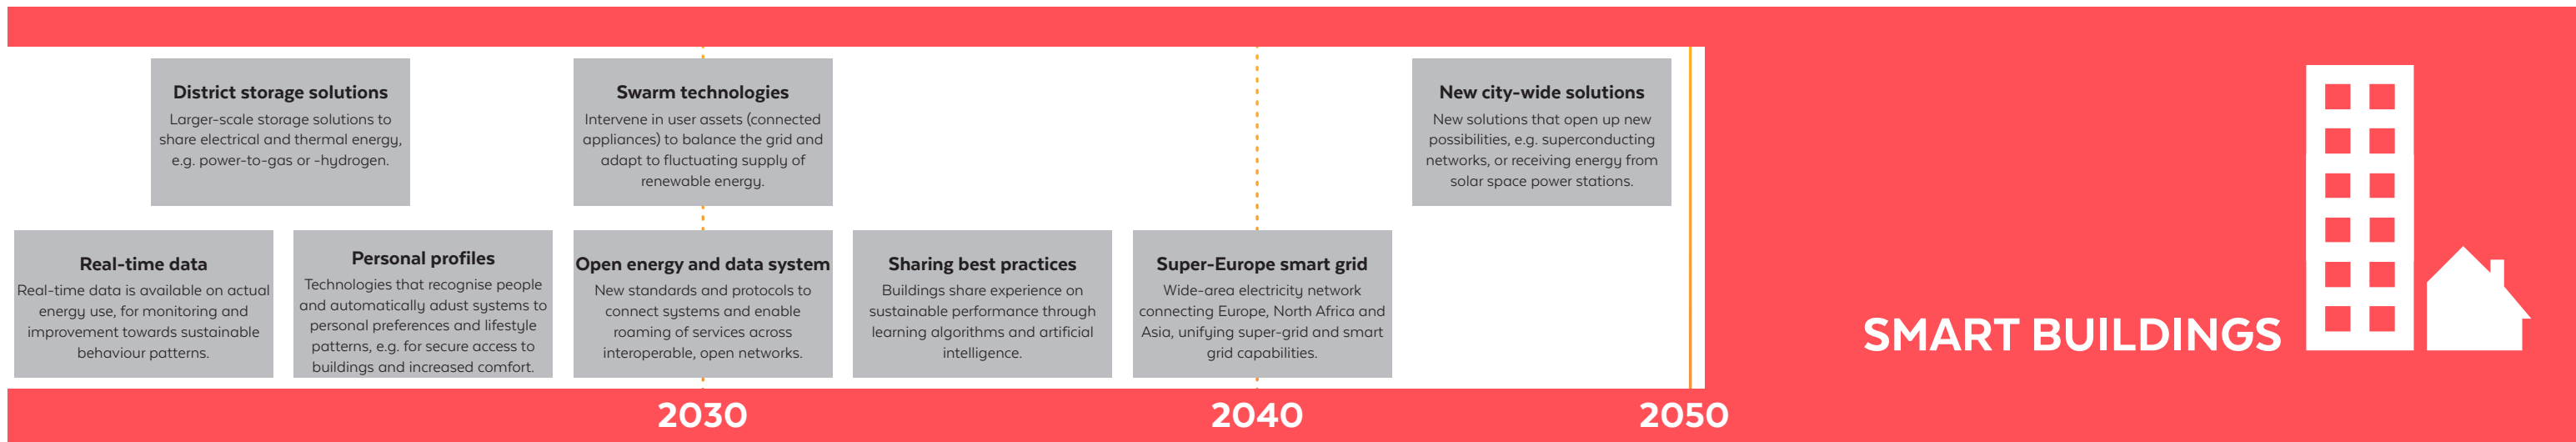 District storage solutions
Larger-scale storage solutions to
share electrical and thermal energy,
e.g. power-to-gas or -hydrogen.
Swarm technologies
Intervene in user assets (connected
appliances) to balance the grid and
adapt to fluctuating supply of
renewable energy.
New city-wide solutions
New solutions that open up new
possibilities, e.g. superconducting
networks, or receiving energy from
solar space power stations.
Real-time data
Real-time data is available on actual
energy use, for monitoring and
improvement towards sustainable
behaviour patterns.
Personal profiles
Technologies that recognise people
and automatically adust systems to
personal preferences and lifestyle
patterns, e.g. for secure access to
buildings and increased comfort.
Open energy and data system
New standards and protocols to
connect systems and enable
roaming of services across
interoperable, open networks.
Sharing best practices
Buildings share experience on
sustainable performance through
learning algorithms and artificial
intelligence.
Super-Europe smart grid
Wide-area electricity network
connecting Europe, North Africa and
Asia, unifying super-grid and smart
grid capabilities.
SMART BUILDINGS
2030
2040
2050